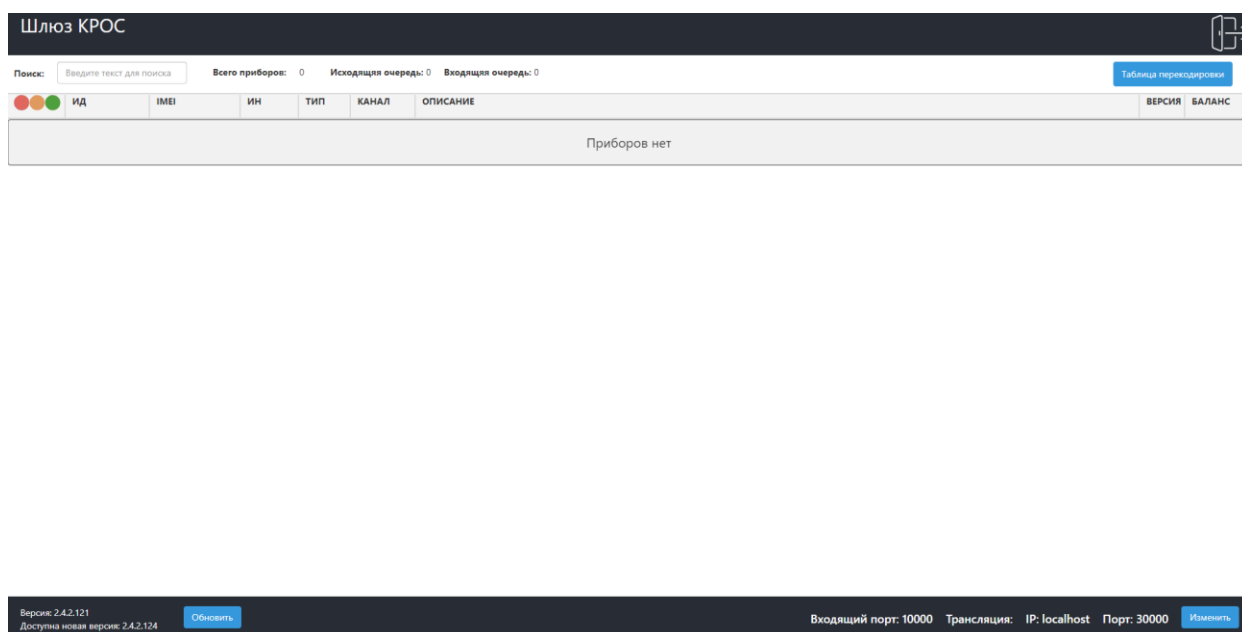 Шлюз КРОС
Поиск: Введите текст для поиска Всего приборов: 0 Исходящия очередь: 0 Входящия очередь: 0 Таблица перекодировки
ИД IMEI ИН ТИП КАНАЛ ОПИСАНИЕ ВЕРСИЯ БАЛАНС
Приборов нет
Версия: 2.4.2.121
Доступна новая версия: 2.4.2.124
Обновить
Входящий порт: 10000 Трансляция: IP: localhost Порт: 30000 Изменить